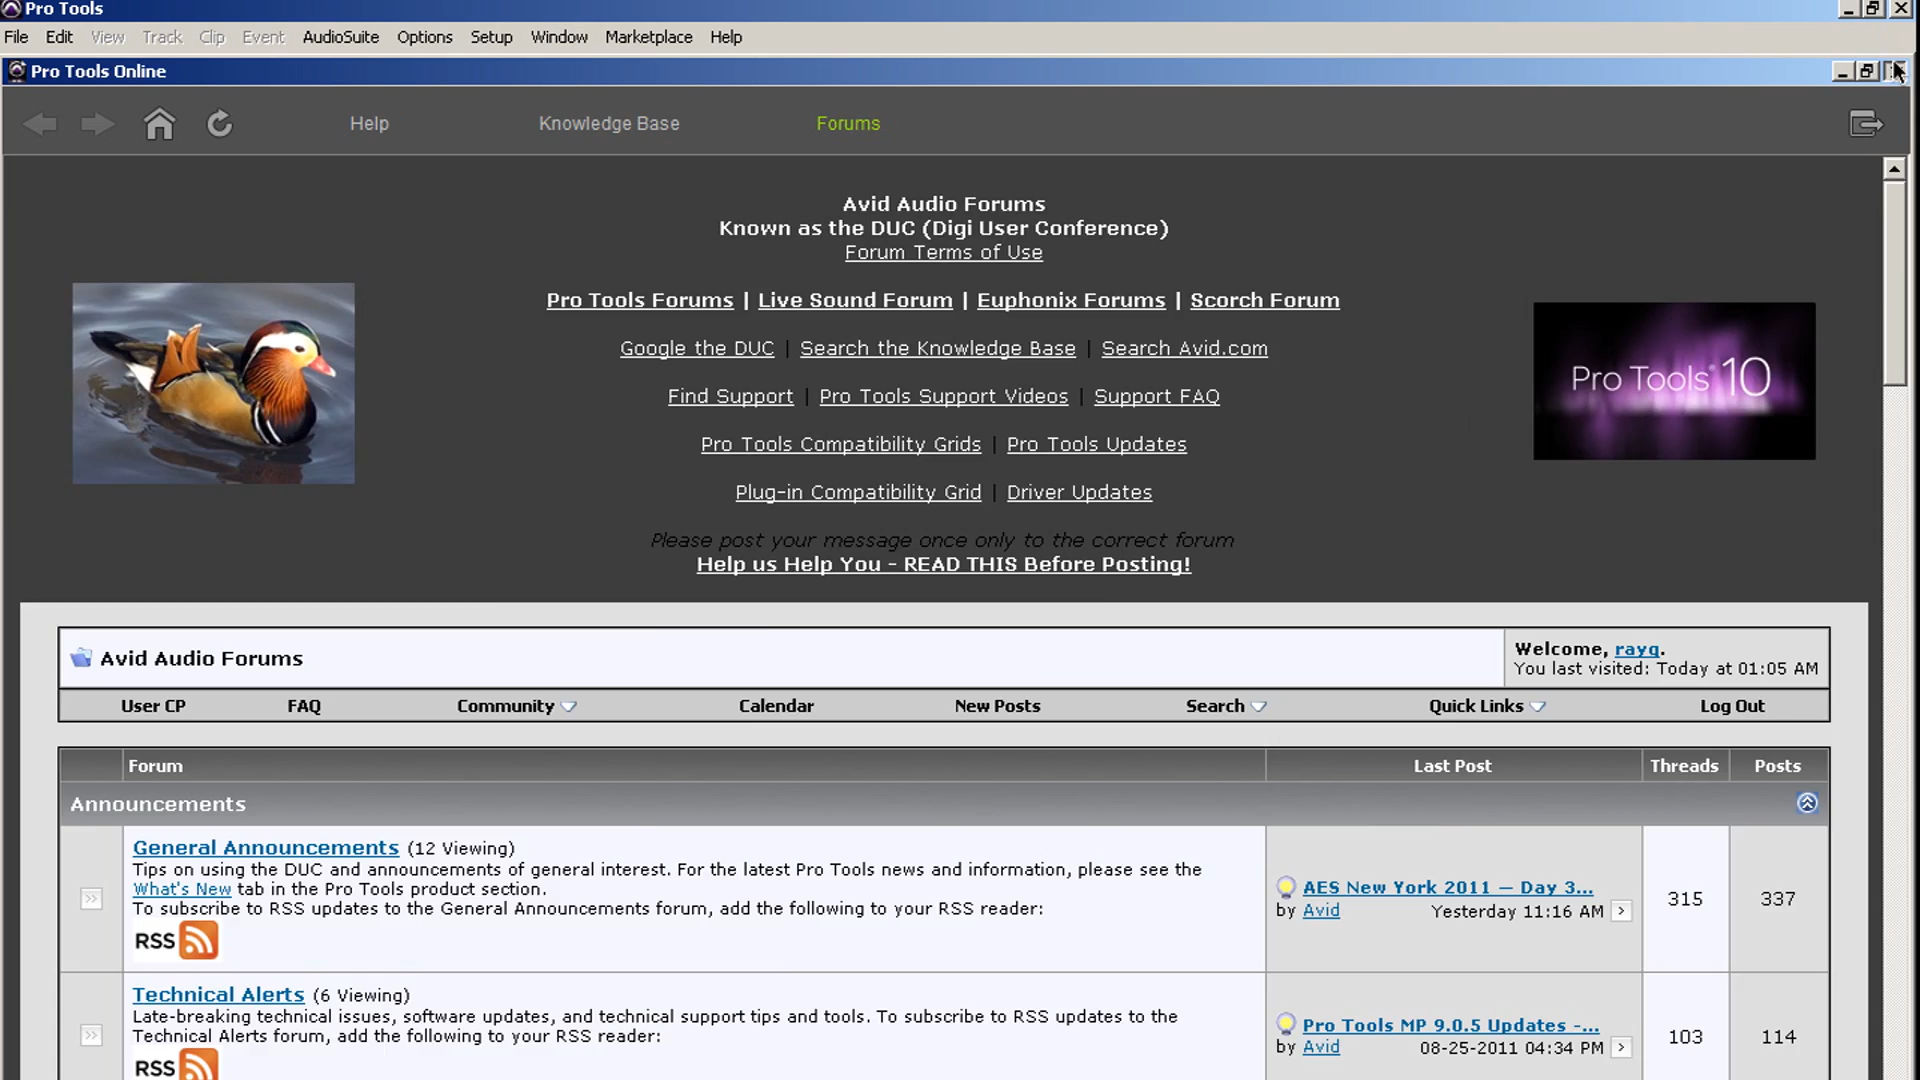 Pro Tools
File Edit View Track Clip Event AudioSuite Options Setup Window Marketplace Help
Pro Tools Online
Help Knowledge Base Forums
Avid Audio Forums
Known as the DUC (Digi User Conference)
Forum Terms of Use
Pro Tools Forums | Live Sound Forum | Euphonix Forums | Scorch Forum
Google the DUC | Search the Knowledge Base | Search Avid.com
Find Support | Pro Tools Support Videos | Support FAQ
Pro Tools 10
Pro Tools Compatibility Grids | Pro Tools Updates
Plug-in Compatibility Grid | Driver Updates
Please post your message once only to the correct forum
Help us Help You - READ THIS Before Posting!
Avid Audio Forums
Welcome, rayg.
You last visited: Today at 01:05 AM
User CP FAQ Community Calendar New Posts Search Quick Links Log Out
Forum Last Post Threads Posts
Announcements
General Announcements (12 Viewing)
Tips on using the DUC and announcements of general interest. For the latest Pro Tools news and information, please see the
What's New tab in the Pro Tools product section.
To subscribe to RSS updates to the General Announcements forum, add the following to your RSS reader:
RSS
AES New York 2011 — Day 3...
by Avid Yesterday 11:16 AM
315 337
Technical Alerts (6 Viewing)
Late-breaking technical issues, software updates, and technical support tips and tools. To subscribe to RSS updates to the
Technical Alerts forum, add the following to your RSS reader:
RSS
Pro Tools MP 9.0.5 Updates -...
by Avid 08-25-2011 04:34 PM
103 114